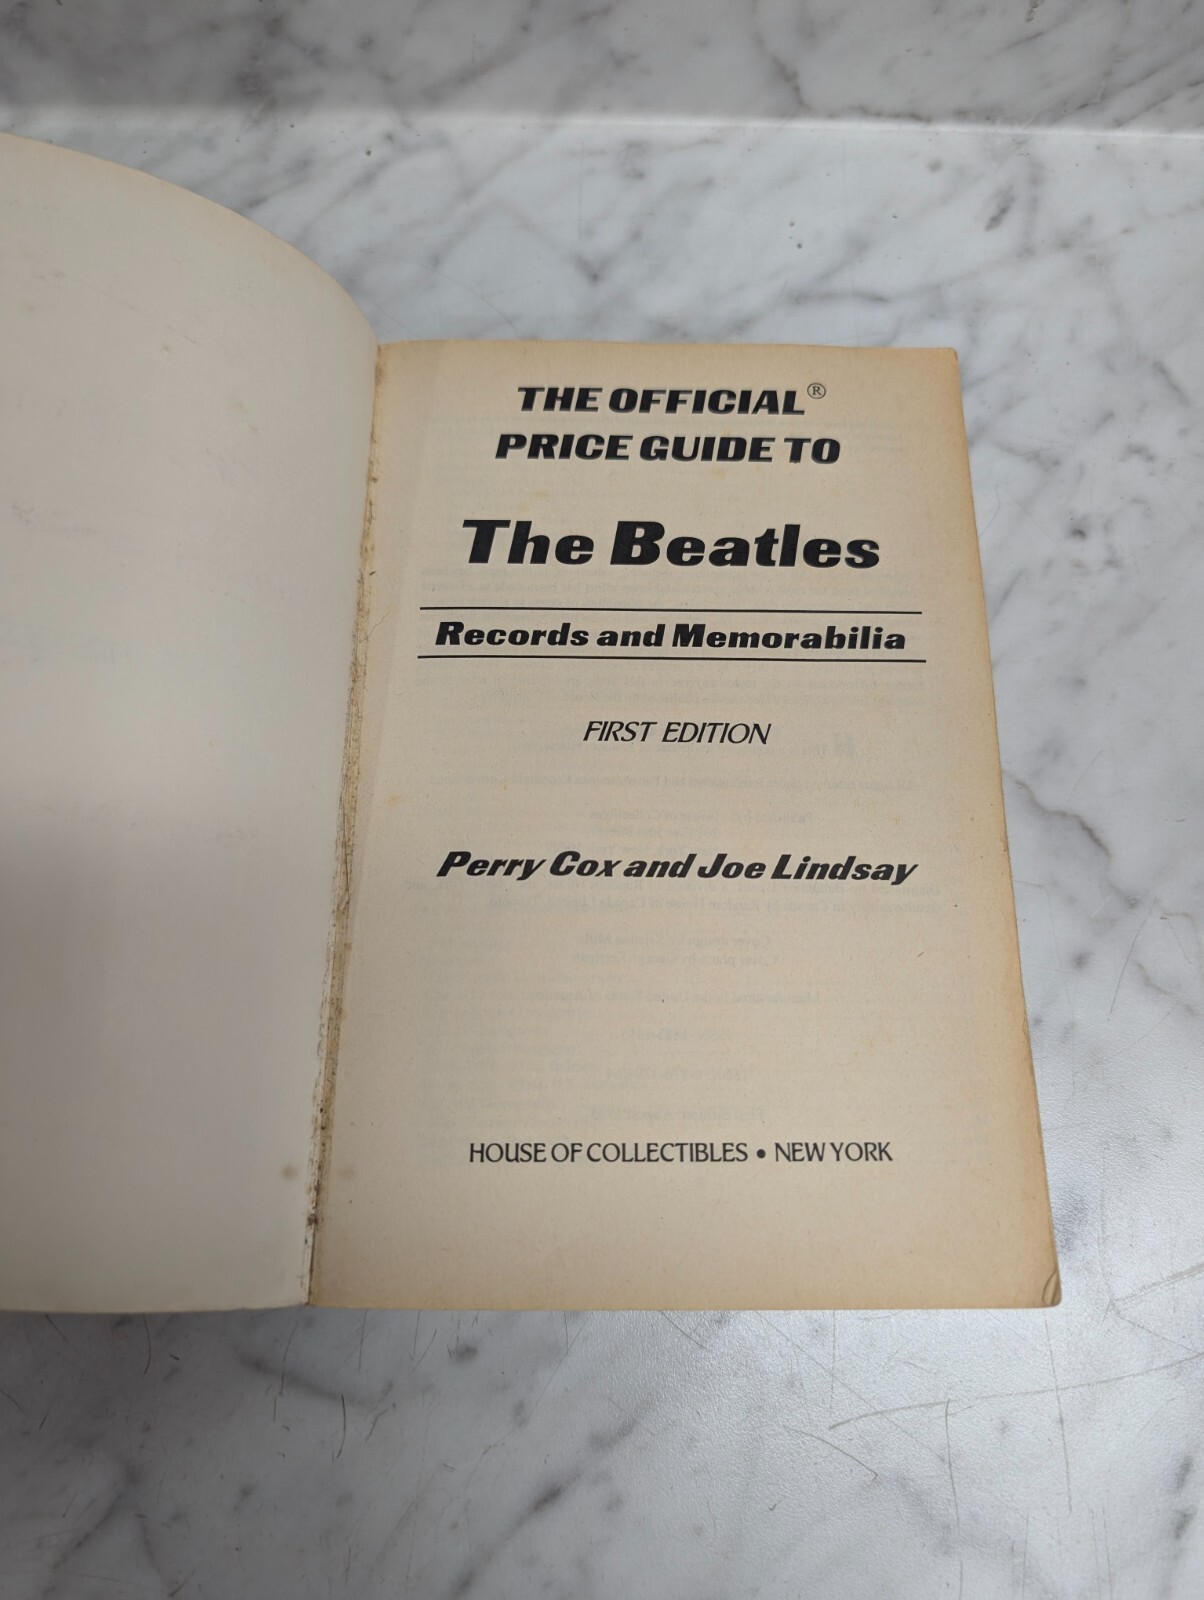 THE OFFICIAL®
PRICE GUIDE TO
The Beatles
Records and Memorabilia
FIRST EDITION
Perry Cox and Joe Lindsay
HOUSE OF COLLECTIBLES • NEW YORK